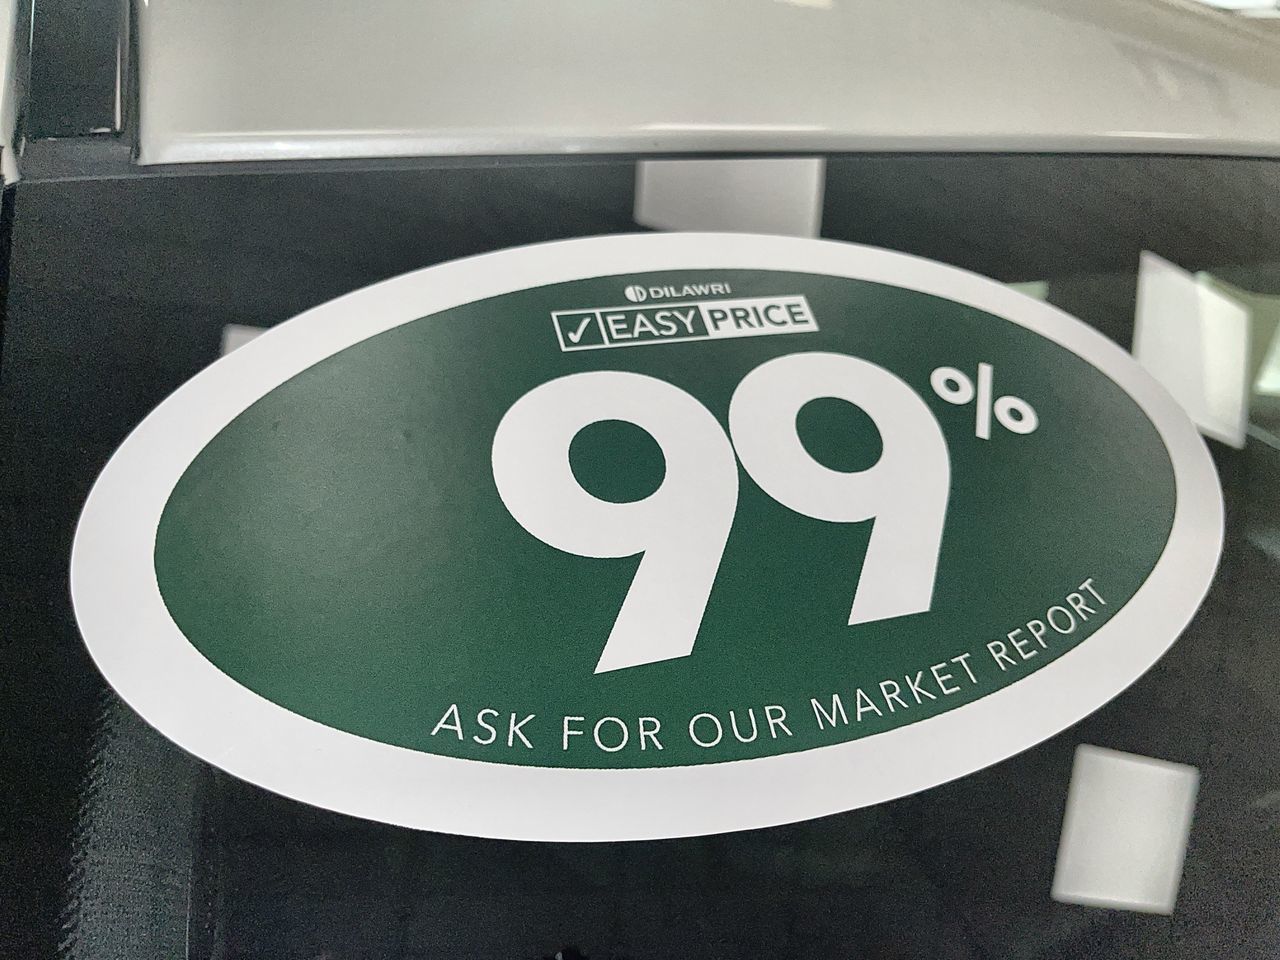 DILAWRI
✓ EASY PRICE
99%
ASK FOR OUR MARKET REPORT